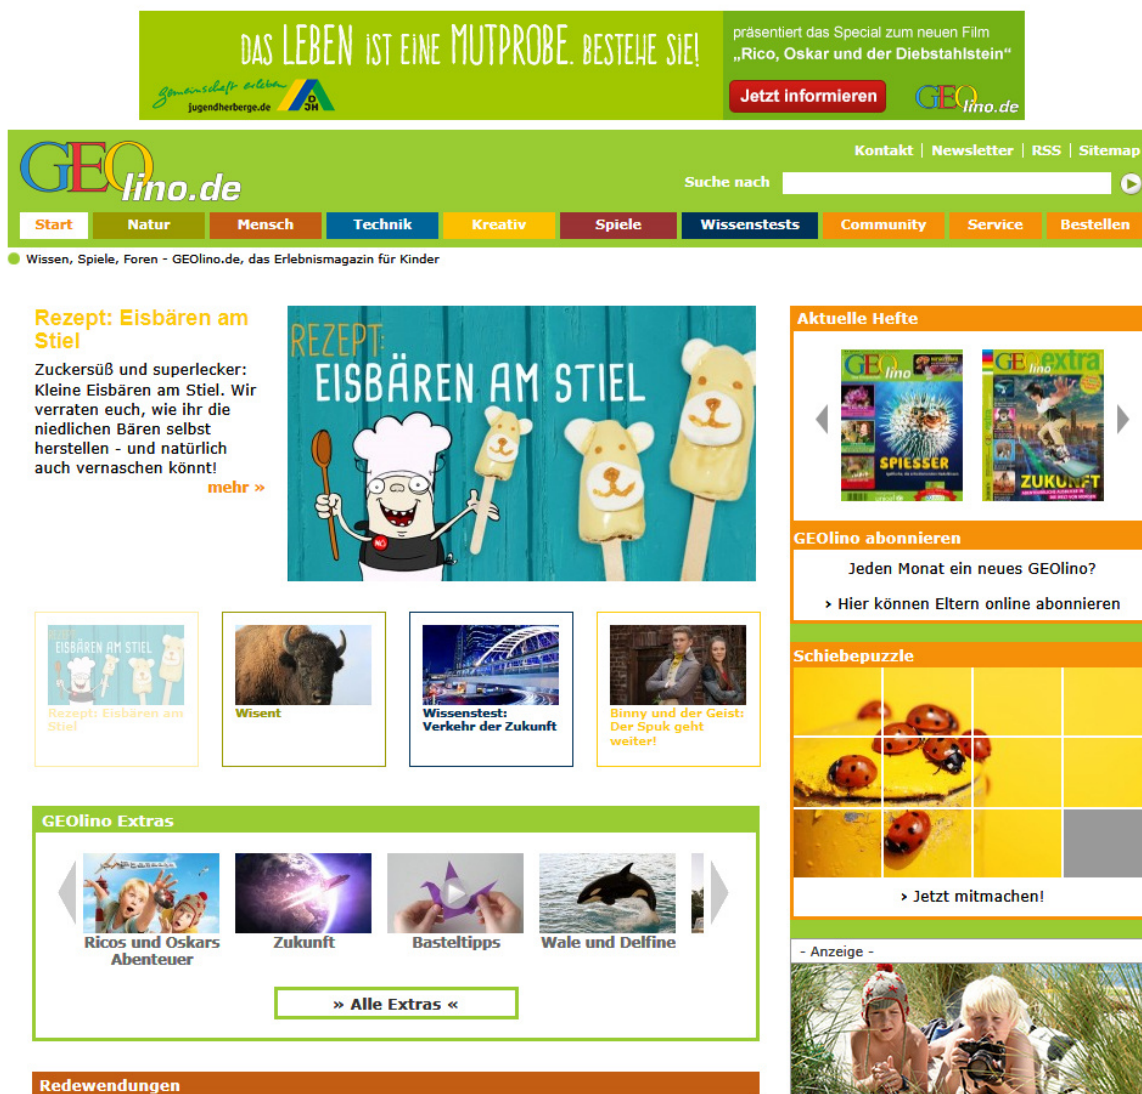 DAS LEBEN IST EINE MUTPROBE. BESTEHE SIE!
gemeinschaft erleben
jugendherberge.de
DJH
präsentiert das Special zum neuen Film
„Rico, Oskar und der Diebstahlstein“
Jetzt informieren
GEOlino.de
GEOlino.de
Kontakt | Newsletter | RSS | Sitemap
Suche nach
Start Natur Mensch Technik Kreativ Spiele Wissenstests Community Service Bestellen
Wissen, Spiele, Foren - GEOlino.de, das Erlebnismagazin für Kinder
Rezept: Eisbären am
Stiel
Zuckersüß und superlecker:
Kleine Eisbären am Stiel. Wir
verraten euch, wie ihr die
niedlichen Bären selbst
herstellen - und natürlich
auch vernaschen könnt!
mehr »
REZEPT:
EISBÄREN AM STIEL
Rezept: Eisbären am
Stiel
Wisent
Wissenstest:
Verkehr der Zukunft
Binny und der Geist:
Der Spuk geht
weiter!
GEOlino Extras
Ricos und Oskars
Abenteuer
Zukunft
Basteltipps
Wale und Delfine
» Alle Extras «
Redewendungen
Aktuelle Hefte
GEOlino
SPIESSER
GEOlino extra
ZUKUNFT
GEOlino abonnieren
Jeden Monat ein neues GEOlino?
› Hier können Eltern online abonnieren
Schiebepuzzle
› Jetzt mitmachen!
- Anzeige -